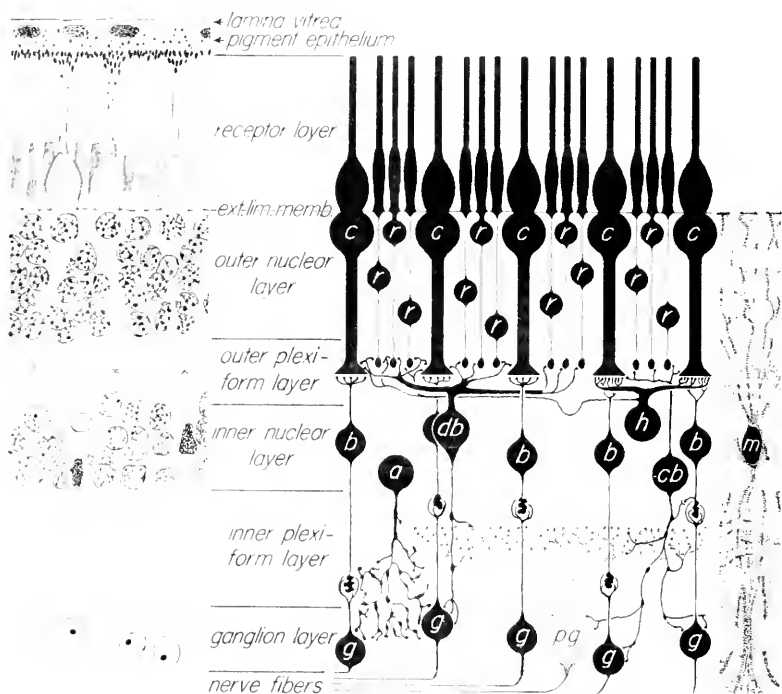 lamina vitrea
pigment epithelium
receptor layer
ext.lim.memb.
c r c r c r c r c
outer nuclear
layer
r r r r
r r r r
outer plexi-
form layer
inner nuclear
layer
b db b b h b m
a cb
inner plexi-
form layer
ganglion layer
g g g pg g g
nerve fibers